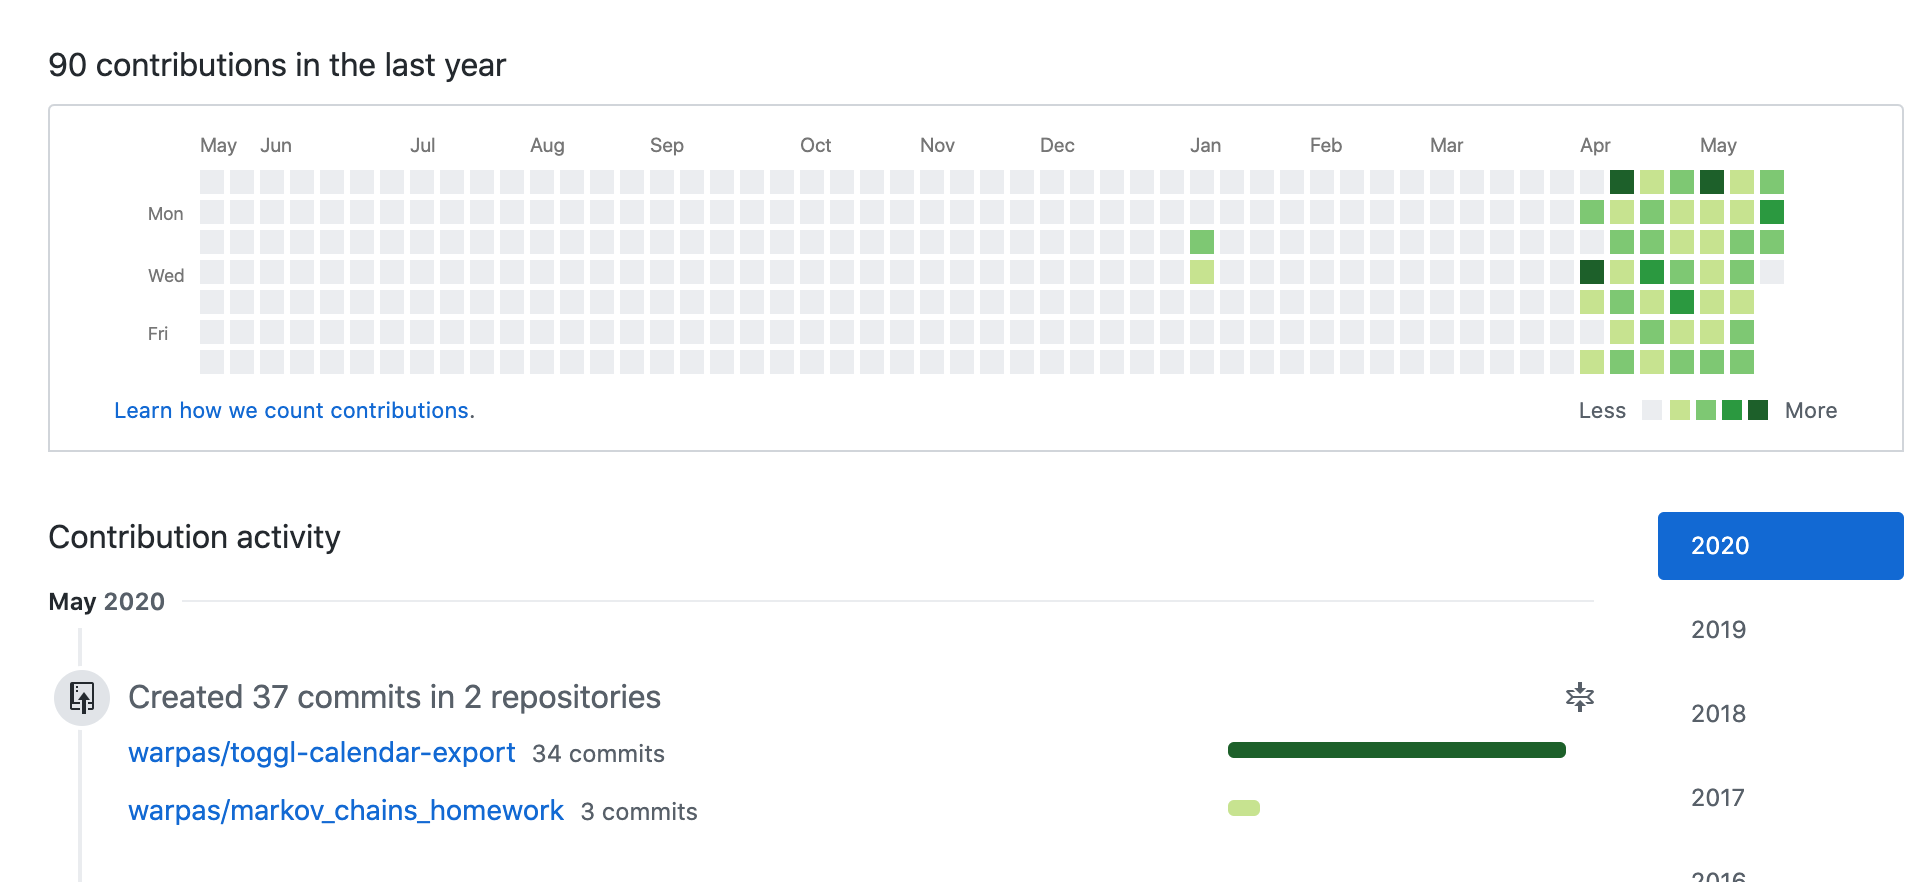 90 contributions in the last year
May Jun Jul Aug Sep Oct Nov Dec Jan Feb Mar Apr May
Mon
Wed
Fri
Learn how we count contributions.
Less More
Contribution activity
2020
May 2020
2019
Created 37 commits in 2 repositories
2018
warpas/toggl-calendar-export 34 commits
2017
warpas/markov_chains_homework 3 commits
2016